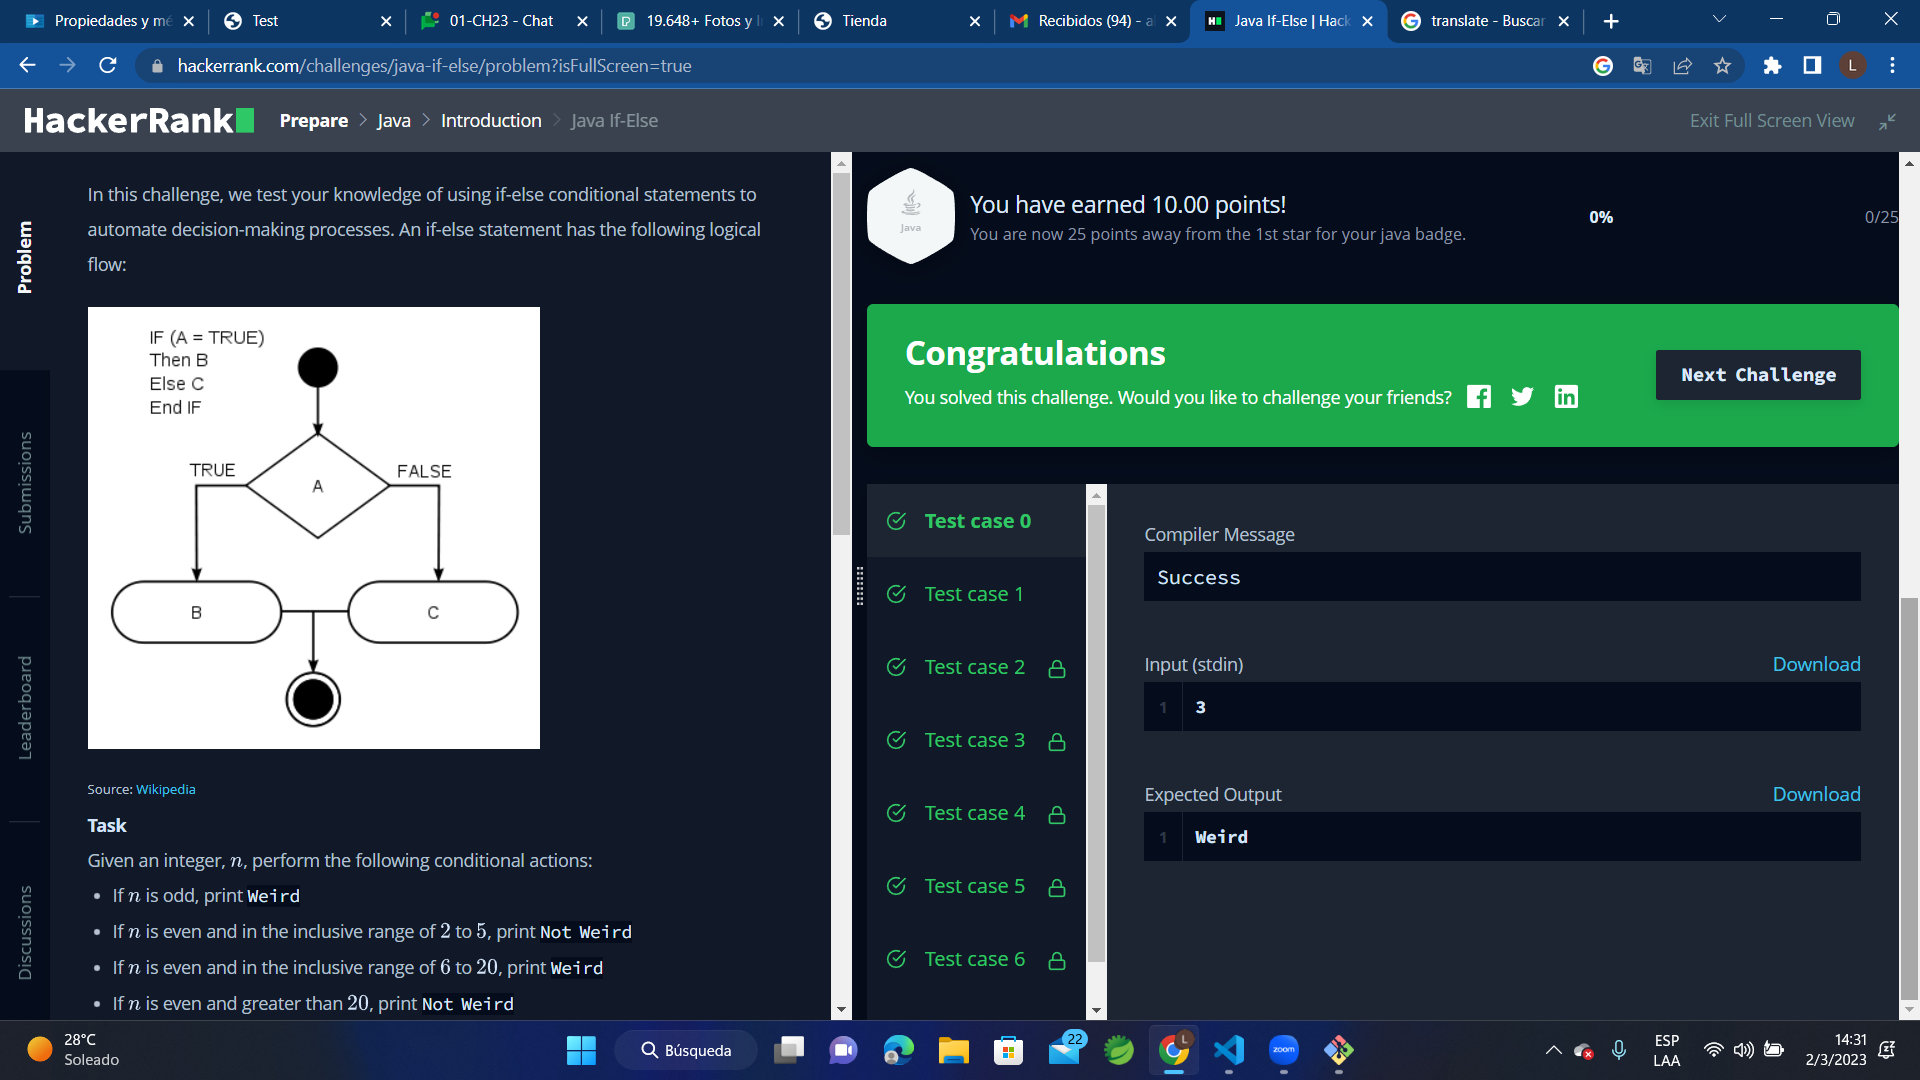 Propiedades y mé
Test
01-CH23 - Chat
19.648+ Fotos y I
Tienda
Recibidos (94) - a
Java If-Else | Hack
translate - Buscar
hackerrank.com/challenges/java-if-else/problem?isFullScreen=true
L
HackerRank
Prepare > Java > Introduction > Java If-Else
Exit Full Screen View
Problem
Submissions
Leaderboard
Discussions
In this challenge, we test your knowledge of using if-else conditional statements to
automate decision-making processes. An if-else statement has the following logical
flow:
IF (A = TRUE)
Then B
Else C
End IF
TRUE
A
FALSE
B
C
Source: Wikipedia
Task
Given an integer, n, perform the following conditional actions:
• If n is odd, print Weird
• If n is even and in the inclusive range of 2 to 5, print Not Weird
• If n is even and in the inclusive range of 6 to 20, print Weird
• If n is even and greater than 20, print Not Weird
Java
You have earned 10.00 points!
You are now 25 points away from the 1st star for your java badge.
0%
0/25
Congratulations
You solved this challenge. Would you like to challenge your friends?
Next Challenge
Test case 0
Test case 1
Test case 2
Test case 3
Test case 4
Test case 5
Test case 6
Compiler Message
Success
Input (stdin)
Download
1
3
Expected Output
Download
1
Weird
28°C
Soleado
Búsqueda
22
L
zoom
ESP
LAA
14:31
2/3/2023